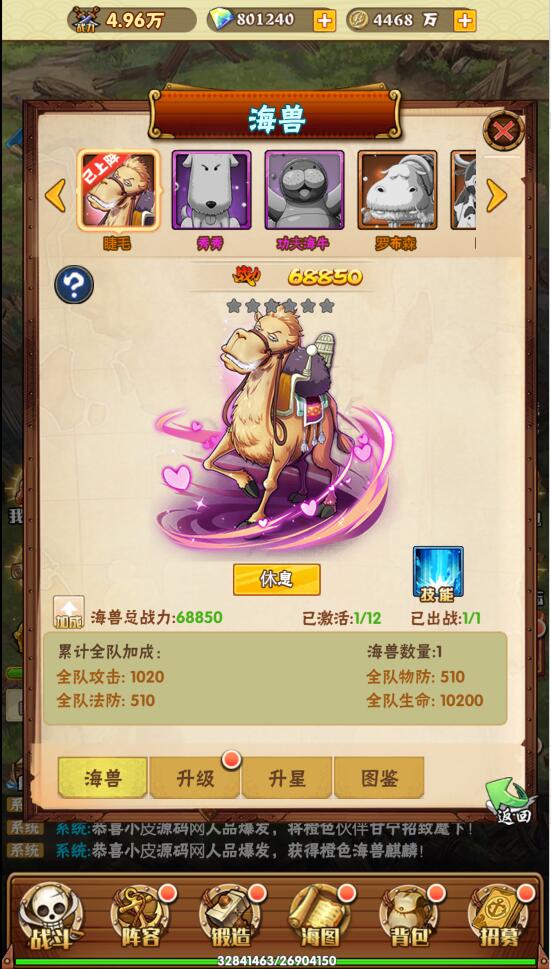 战力 4.96万 801240 4468 万
海兽
已上阵
睫毛 秀秀 功夫海牛 罗布森
战力 68850
休息
技能
加成 海兽总战力:68850 已激活:1/12 已出战:1/1
累计全队加成: 海兽数量:1
全队攻击: 1020 全队物防: 510
全队法防: 510 全队生命: 10200
海兽 升级 升星 图鉴
返回
系统 系统:恭喜小皮源码网人品爆发，将橙色伙伴甘宁招致麾下!
系统 系统:恭喜小皮源码网人品爆发，获得橙色海兽麒麟!
战斗 阵容 锻造 海图 背包 招募
32841463/26904150